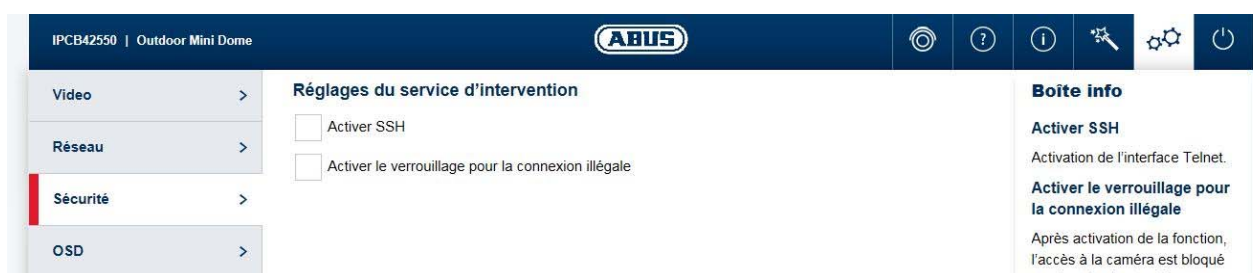 IPCB42550 | Outdoor Mini Dome
ABUS
Video
Réseau
Sécurité
OSD
Réglages du service d'intervention
Activer SSH
Activer le verrouillage pour la connexion illégale
Boîte info
Activer SSH
Activation de l'interface Telnet.
Activer le verrouillage pour
la connexion illégale
Après activation de la fonction,
l'accès à la caméra est bloqué